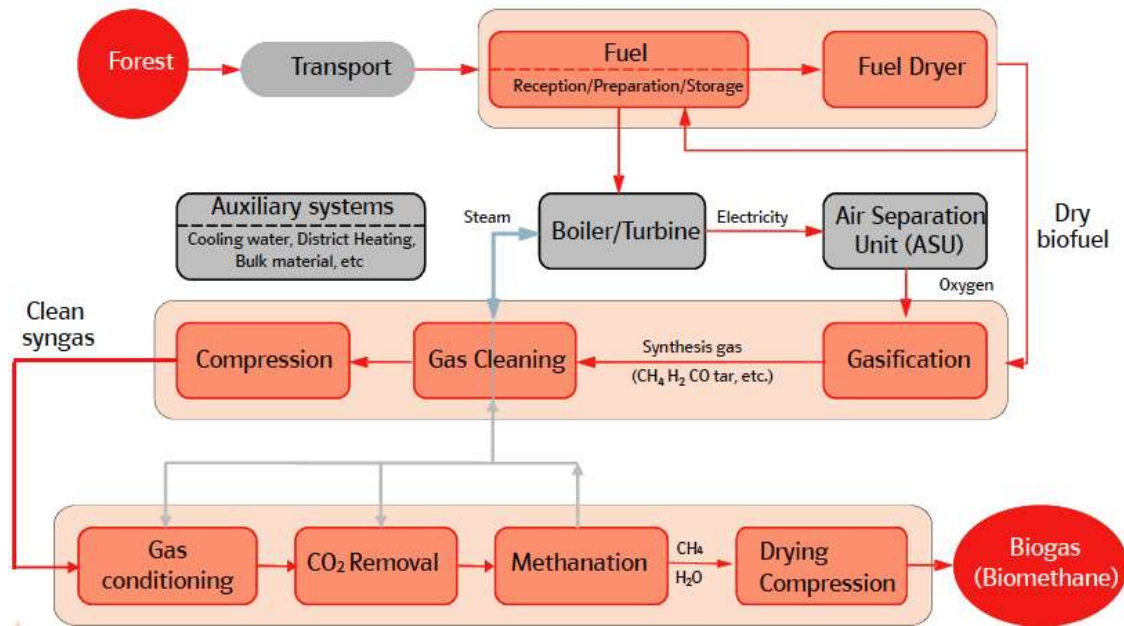 Forest
Transport
Fuel
Reception/Preparation/Storage
Fuel Dryer
Auxiliary systems
Cooling water, District Heating,
Bulk material, etc
Steam
Boiler/Turbine
Electricity
Air Separation
Unit (ASU)
Dry
biofuel
Oxygen
Clean
syngas
Compression
Gas Cleaning
Synthesis gas
(CH₄ H₂ CO tar, etc.)
Gasification
Gas
conditioning
CO₂ Removal
Methanation
CH₄
H₂O
Drying
Compression
Biogas
(Biomethane)